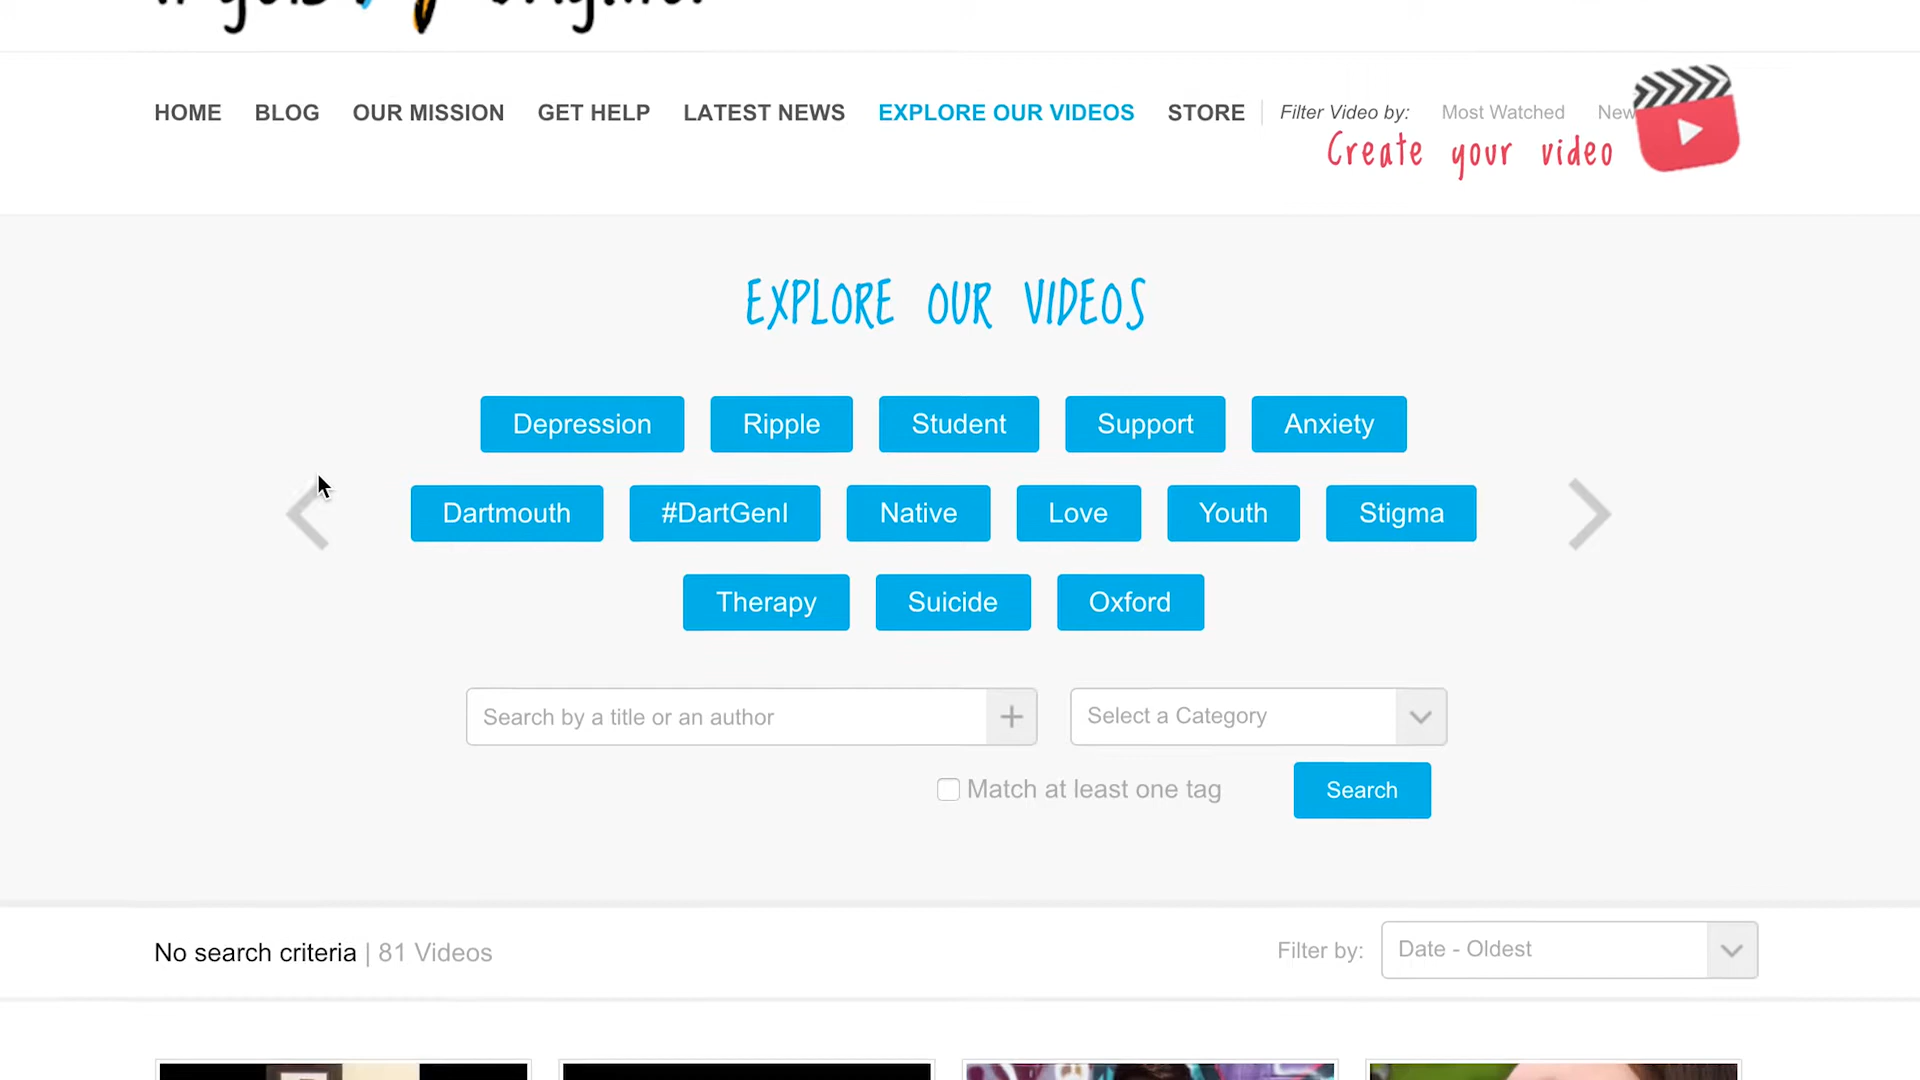 HOME BLOG OUR MISSION GET HELP LATEST NEWS EXPLORE OUR VIDEOS STORE Filter Video by: Most Watched
Create your video
EXPLORE OUR VIDEOS
Depression Ripple Student Support Anxiety
Dartmouth #DartGenI Native Love Youth Stigma
Therapy Suicide Oxford
Search by a title or an author Select a Category
Match at least one tag Search
No search criteria | 81 Videos Filter by: Date - Oldest